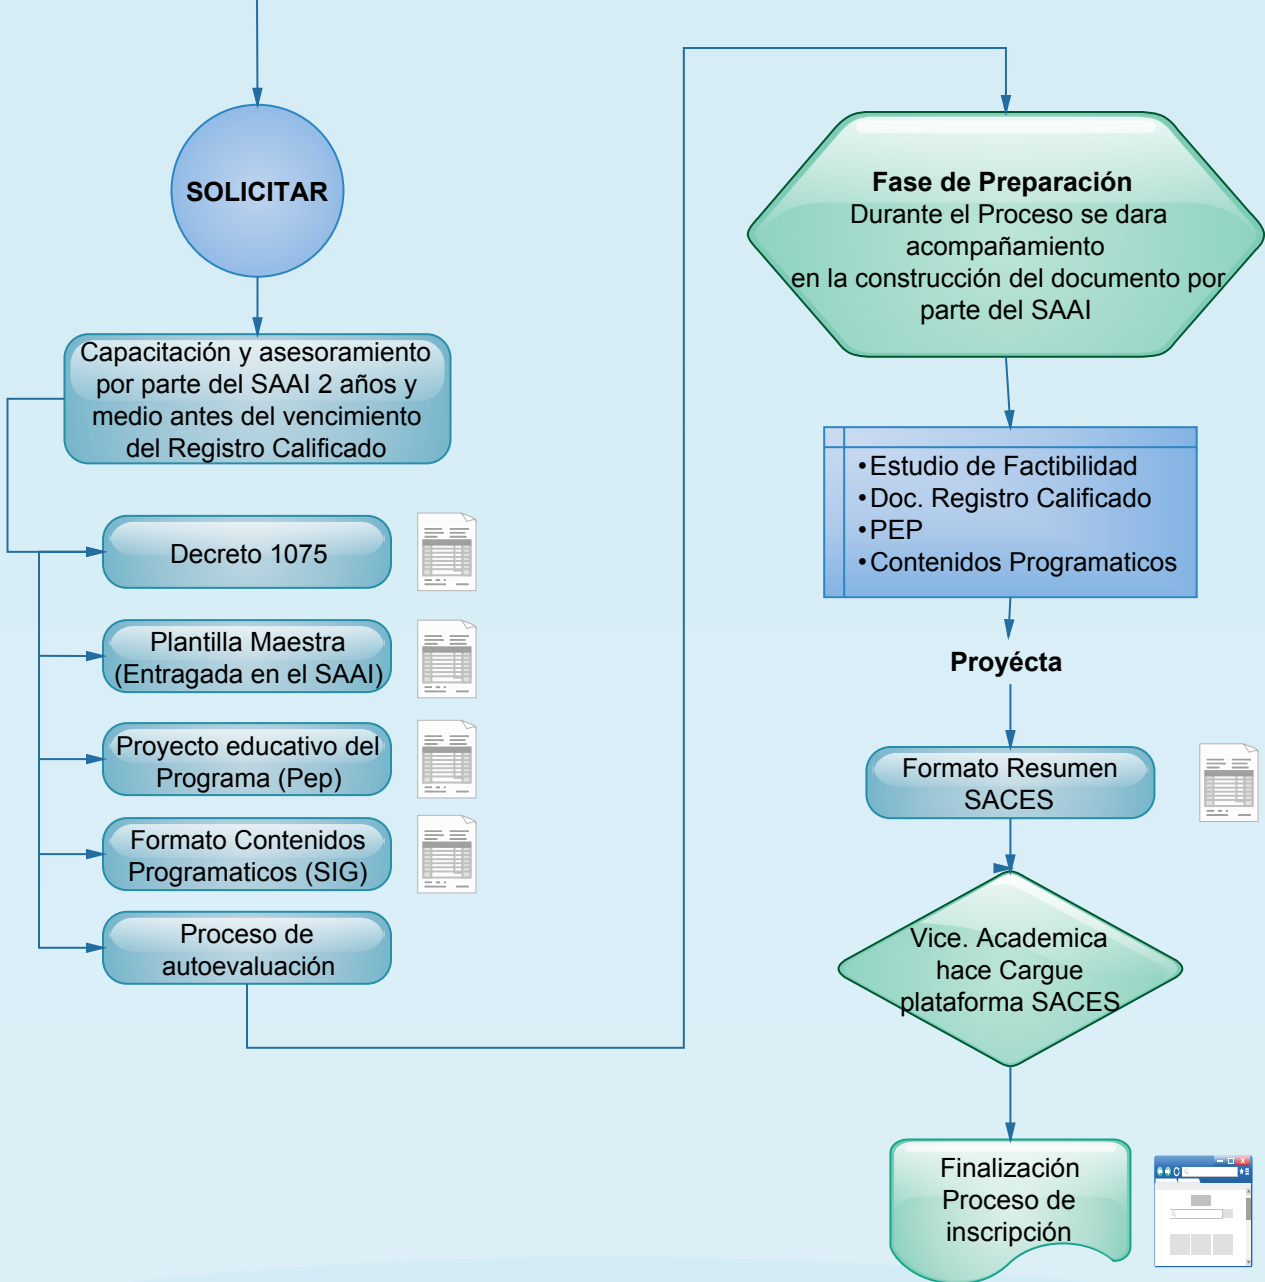 SOLICITAR
Capacitación y asesoramiento
por parte del SAAI 2 años y
medio antes del vencimiento
del Registro Calificado
Decreto 1075
Plantilla Maestra
(Entragada en el SAAI)
Proyecto educativo del
Programa (Pep)
Formato Contenidos
Programaticos (SIG)
Proceso de
autoevaluación
Fase de Preparación
Durante el Proceso se dara
acompañamiento
en la construcción del documento por
parte del SAAI
•Estudio de Factibilidad
•Doc. Registro Calificado
•PEP
•Contenidos Programaticos
Proyécta
Formato Resumen
SACES
Vice. Academica
hace Cargue
plataforma SACES
Finalización
Proceso de
inscripción